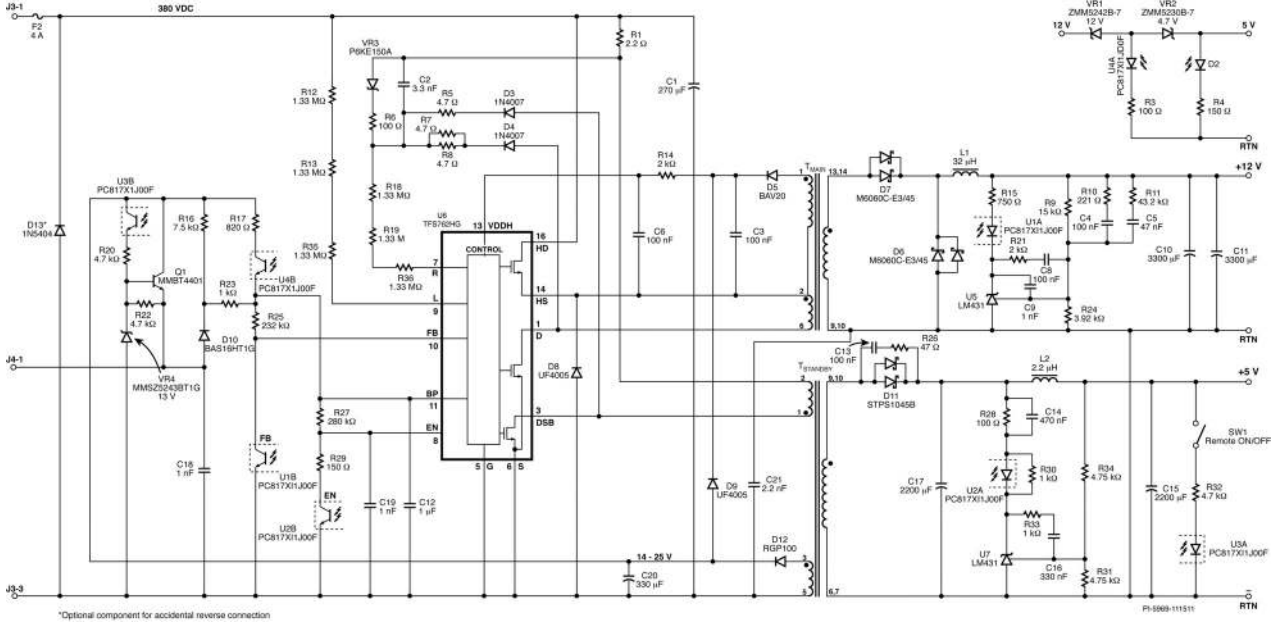 J3-1
380 VDC
F2
4 A
VR3
P6KE150A
R1
2.2 Ω
C2
3.3 nF
C1
270 µF
R12
1.33 MΩ
R5
4.7 Ω
D3
1N4007
R6
100 Ω
R7
4.7 Ω
D4
1N4007
R8
4.7 Ω
VR1
ZMM5242B-7
12 V
VR2
ZMM5230B-7
4.7 V
12 V
5 V
U4A
D2
R3
100 Ω
R4
150 Ω
RTN
R13
1.33 MΩ
R14
2 kΩ
L1
32 µH
+12 V
U3B
PC817X1J00F
R18
1.33 MΩ
U6
TFS762HG
13 VDDH
D5
BAV20
1
TMAIN
13,14
D7
M6060C-E3/45
R15
750 Ω
R9
15 kΩ
R10
221 Ω
R11
43.2 kΩ
D13*
1N5404
R16
7.5 kΩ
R17
820 Ω
R19
1.33 M
CONTROL
16
HD
C6
100 nF
C3
100 nF
U1A
PC817XI1J00F
C4
100 nF
C5
47 nF
R20
4.7 kΩ
R35
1.33 MΩ
D6
M6060C-E3/45
R21
2 kΩ
C8
100 nF
C10
3300 µF
C11
3300 µF
Q1
MMBT4401
U4B
PC817X1J00F
R36
1.33 MΩ
7
R
R23
1 kΩ
L
9
14
HS
2
U5
LM431
C9
1 nF
R24
3.92 kΩ
R22
4.7 kΩ
R25
232 kΩ
FB
10
1
D
6
9,10
RTN
D10
BAS16HT1G
D8
UF4005
C13
100 nF
R26
47 Ω
J4-1
VR4
MMSZ5243BT1G
13 V
TSTANDBY
2
9,10
D11
STPS1045B
L2
2.2 µH
+5 V
BP
11
R27
280 kΩ
EN
8
3
DSB
1
R28
100 Ω
C14
470 nF
SW1
Remote ON/OFF
FB
R29
150 Ω
5 G
6 S
C18
1 nF
U1B
PC817XI1J00F
D9
UF4005
C21
2.2 nF
C17
2200 µF
U2A
PC817XI1J00F
R30
1 kΩ
R34
4.75 kΩ
C15
2200 µF
R32
4.7 kΩ
EN
C19
1 nF
C12
1 µF
U2B
PC817XI1J00F
R33
1 kΩ
U3A
PC817XI1J00F
14 - 25 V
D12
RGP100
3
U7
LM431
C16
330 nF
R31
4.75 kΩ
C20
330 µF
J3-3
5
6,7
RTN
*Optional component for accidental reverse connection
PI-5969-111511